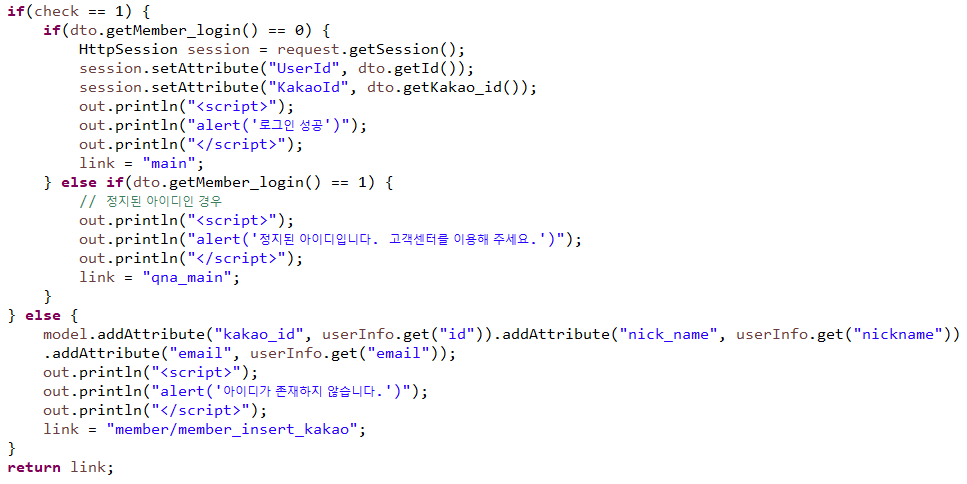 if(check == 1) {
    if(dto.getMember_login() == 0) {
        HttpSession session = request.getSession();
        session.setAttribute("UserId", dto.getId());
        session.setAttribute("KakaoId", dto.getKakao_id());
        out.println("<script>");
        out.println("alert('로그인 성공')");
        out.println("</script>");
        link = "main";
    } else if(dto.getMember_login() == 1) {
        // 정지된 아이디인 경우
        out.println("<script>");
        out.println("alert('정지된 아이디입니다. 고객센터를 이용해 주세요.')");
        out.println("</script>");
        link = "qna_main";
    }
} else {
    model.addAttribute("kakao_id", userInfo.get("id")).addAttribute("nick_name", userInfo.get("nickname"))
    .addAttribute("email", userInfo.get("email"));
    out.println("<script>");
    out.println("alert('아이디가 존재하지 않습니다.')");
    out.println("</script>");
    link = "member/member_insert_kakao";
}
return link;